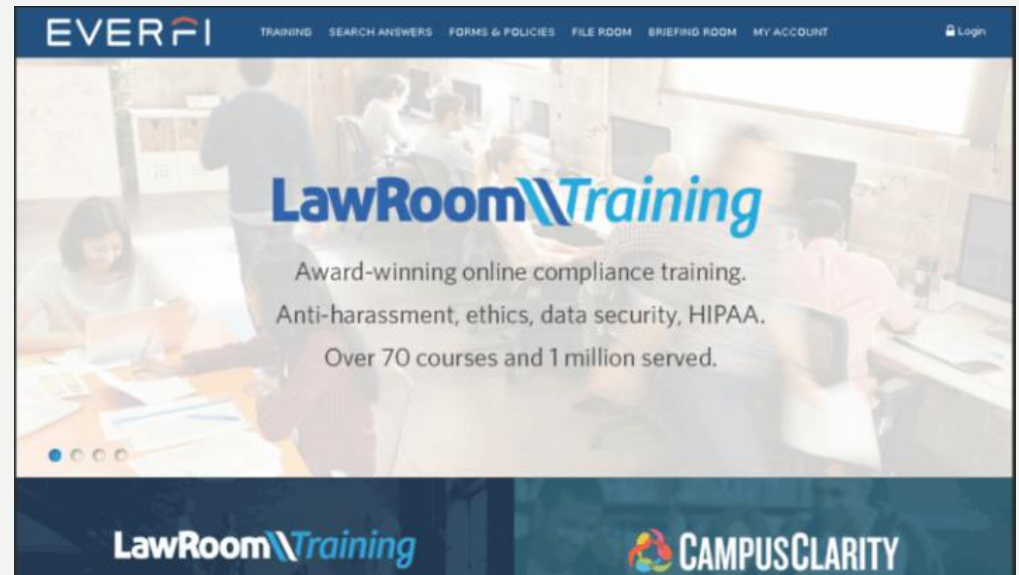 EVERFI TRAINING SEARCH ANSWERS FORMS & POLICIES FILE ROOM BRIEFING ROOM MY ACCOUNT Login
LawRoom\\Training
Award-winning online compliance training.
Anti-harassment, ethics, data security, HIPAA.
Over 70 courses and 1 million served.
LawRoom\\Training CAMPUSCLARITY